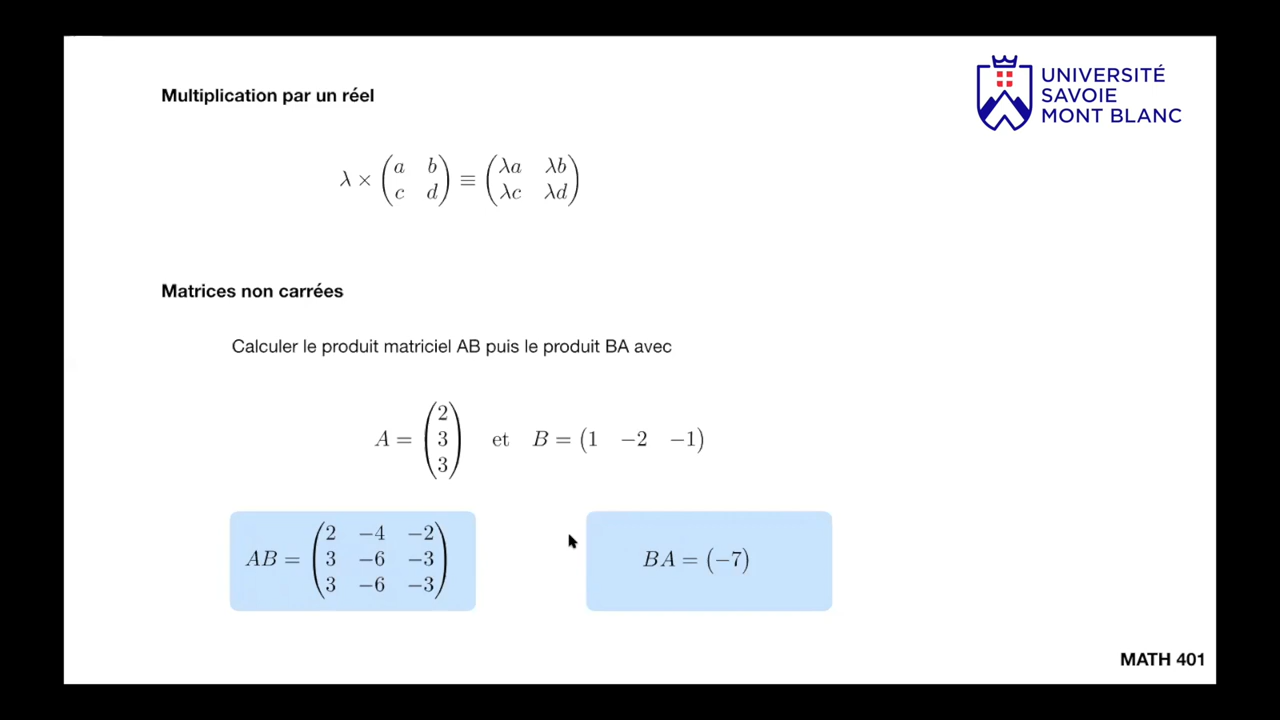 Multiplication par un réel
UNIVERSITÉ
SAVOIE
MONT BLANC
λ × (a b) ≡ (λa λb)
(c d) (λc λd)
Matrices non carrées
Calculer le produit matriciel AB puis le produit BA avec
(2)
A = (3) et B = (1 −2 −1)
(3)
(2 −4 −2)
AB = (3 −6 −3)
(3 −6 −3)
BA = (−7)
MATH 401